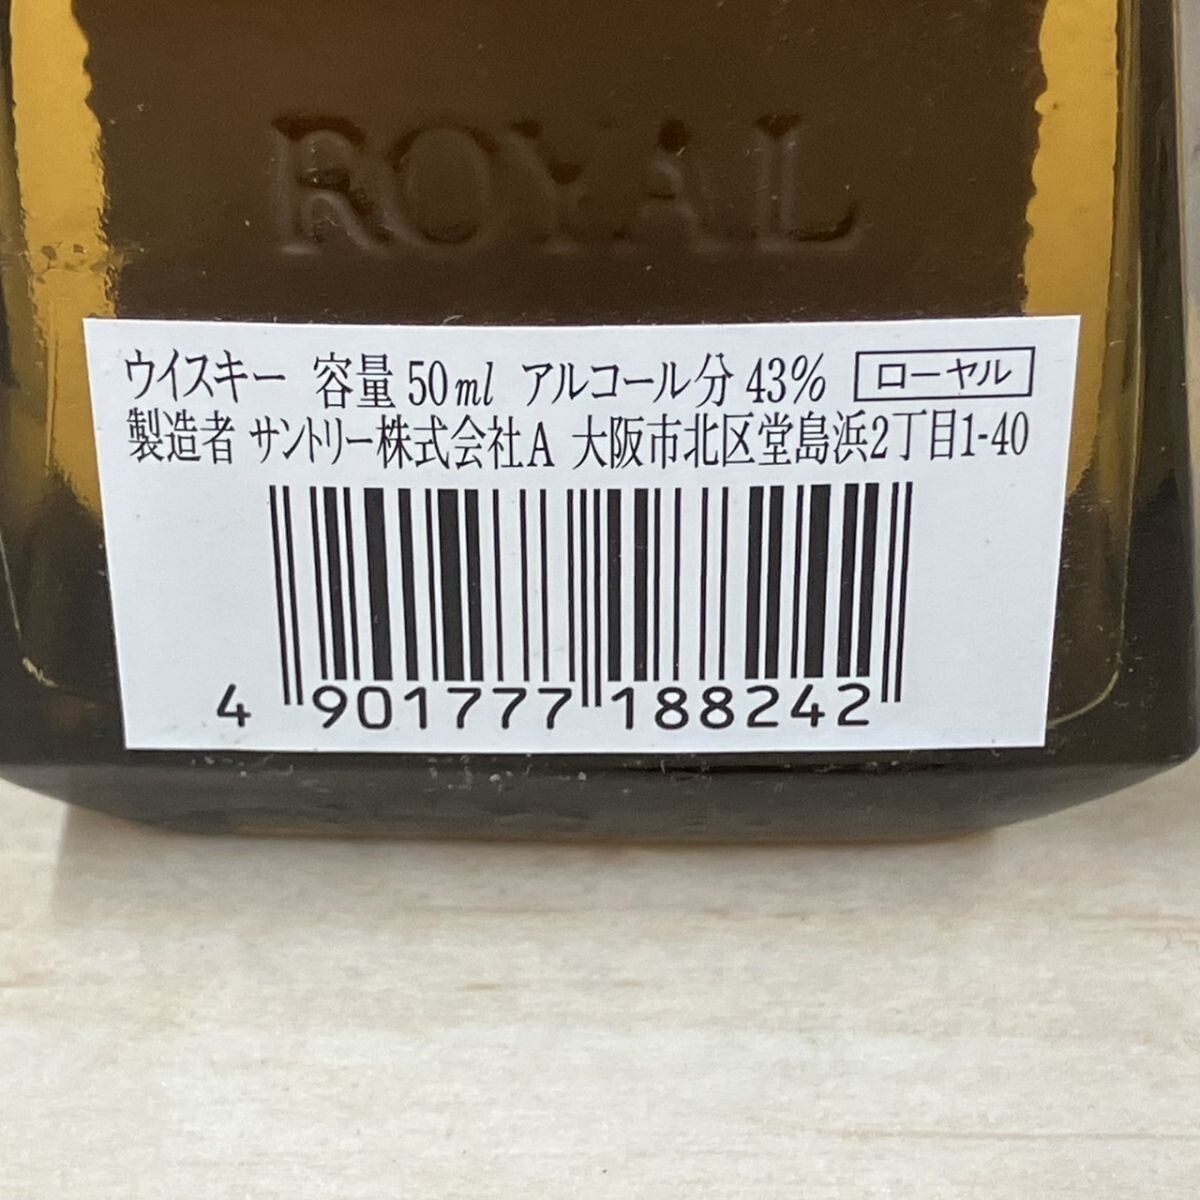 ROYAL
ウイスキー 容量 50ml アルコール分 43% ローヤル
製造者 サントリー株式会社A 大阪市北区堂島浜2丁目1-40
4 901777 188242